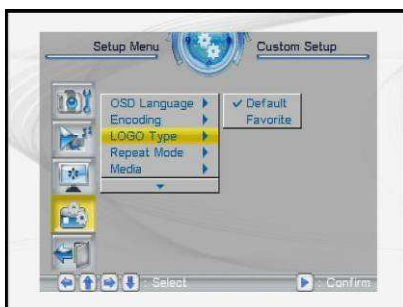 Setup Menu
Custom Setup
OSD Language
Encoding
LOGO Type
Repeat Mode
Media
Default
Favorite
: Select
: Confirm